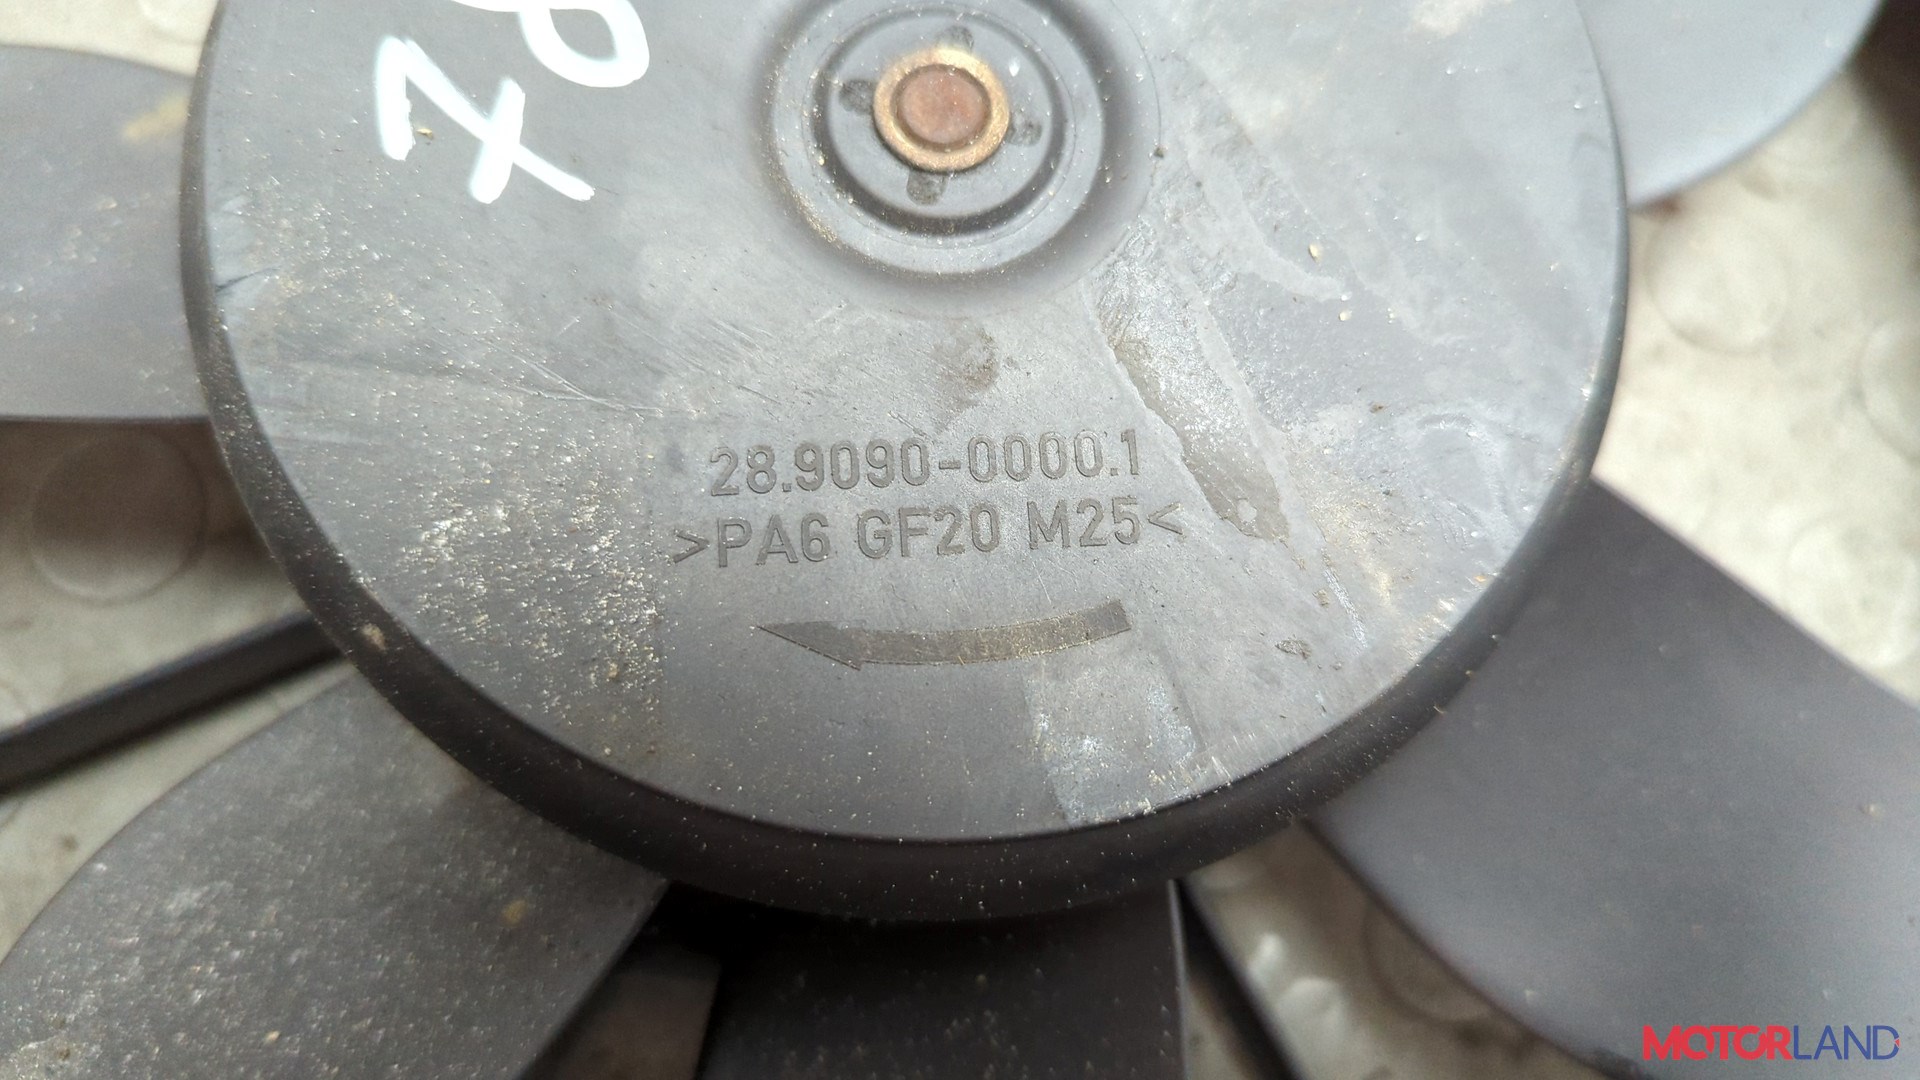 28.9090-0000.1
>PA6 GF20 M25<
MOTORLAND